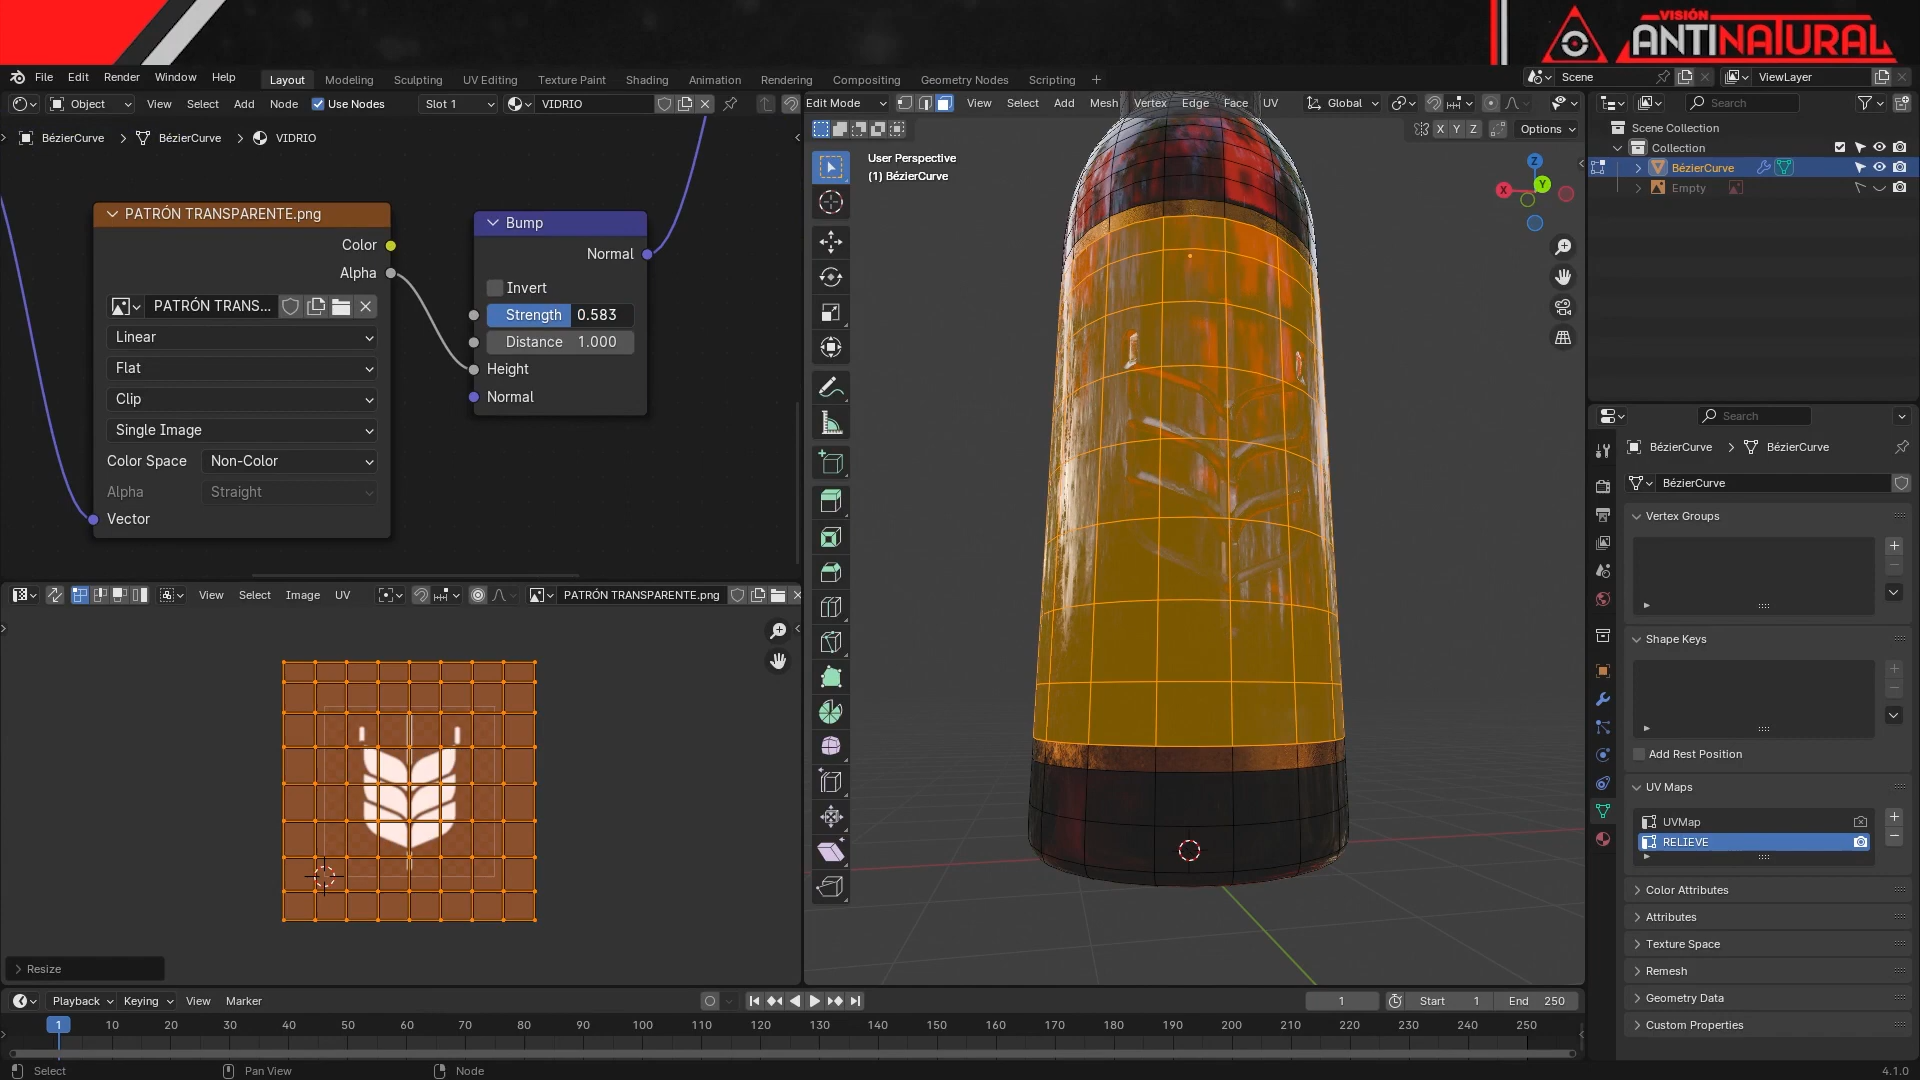 VISIÓN
ANTINATURAL
File Edit Render Window Help Layout Modeling Sculpting UV Editing Texture Paint Shading Animation Rendering Compositing Geometry Nodes Scripting + Scene ViewLayer
Object View Select Add Node Use Nodes Slot 1 VIDRIO
BézierCurve > BézierCurve > VIDRIO
PATRÓN TRANSPARENTE.png
Color
Alpha
PATRÓN TRANS...
Linear
Flat
Clip
Single Image
Color Space Non-Color
Alpha Straight
Vector
Bump
Normal
Invert
Strength 0.583
Distance 1.000
Height
Normal
View Select Image UV PATRÓN TRANSPARENTE.png
Resize
Edit Mode View Select Add Mesh Vertex Edge Face UV Global
X Y Z Options
User Perspective
(1) BézierCurve
Z
X Y
Search
Scene Collection
Collection
BézierCurve
Empty
Search
BézierCurve > BézierCurve
BézierCurve
Vertex Groups
Shape Keys
Add Rest Position
UV Maps
UVMap
RELIEVE
Color Attributes
Attributes
Texture Space
Remesh
Geometry Data
Custom Properties
Playback Keying View Marker 1 Start 1 End 250
1 10 20 30 40 50 60 70 80 90 100 110 120 130 140 150 160 170 180 190 200 210 220 230 240 250
Select Pan View Node 4.1.0